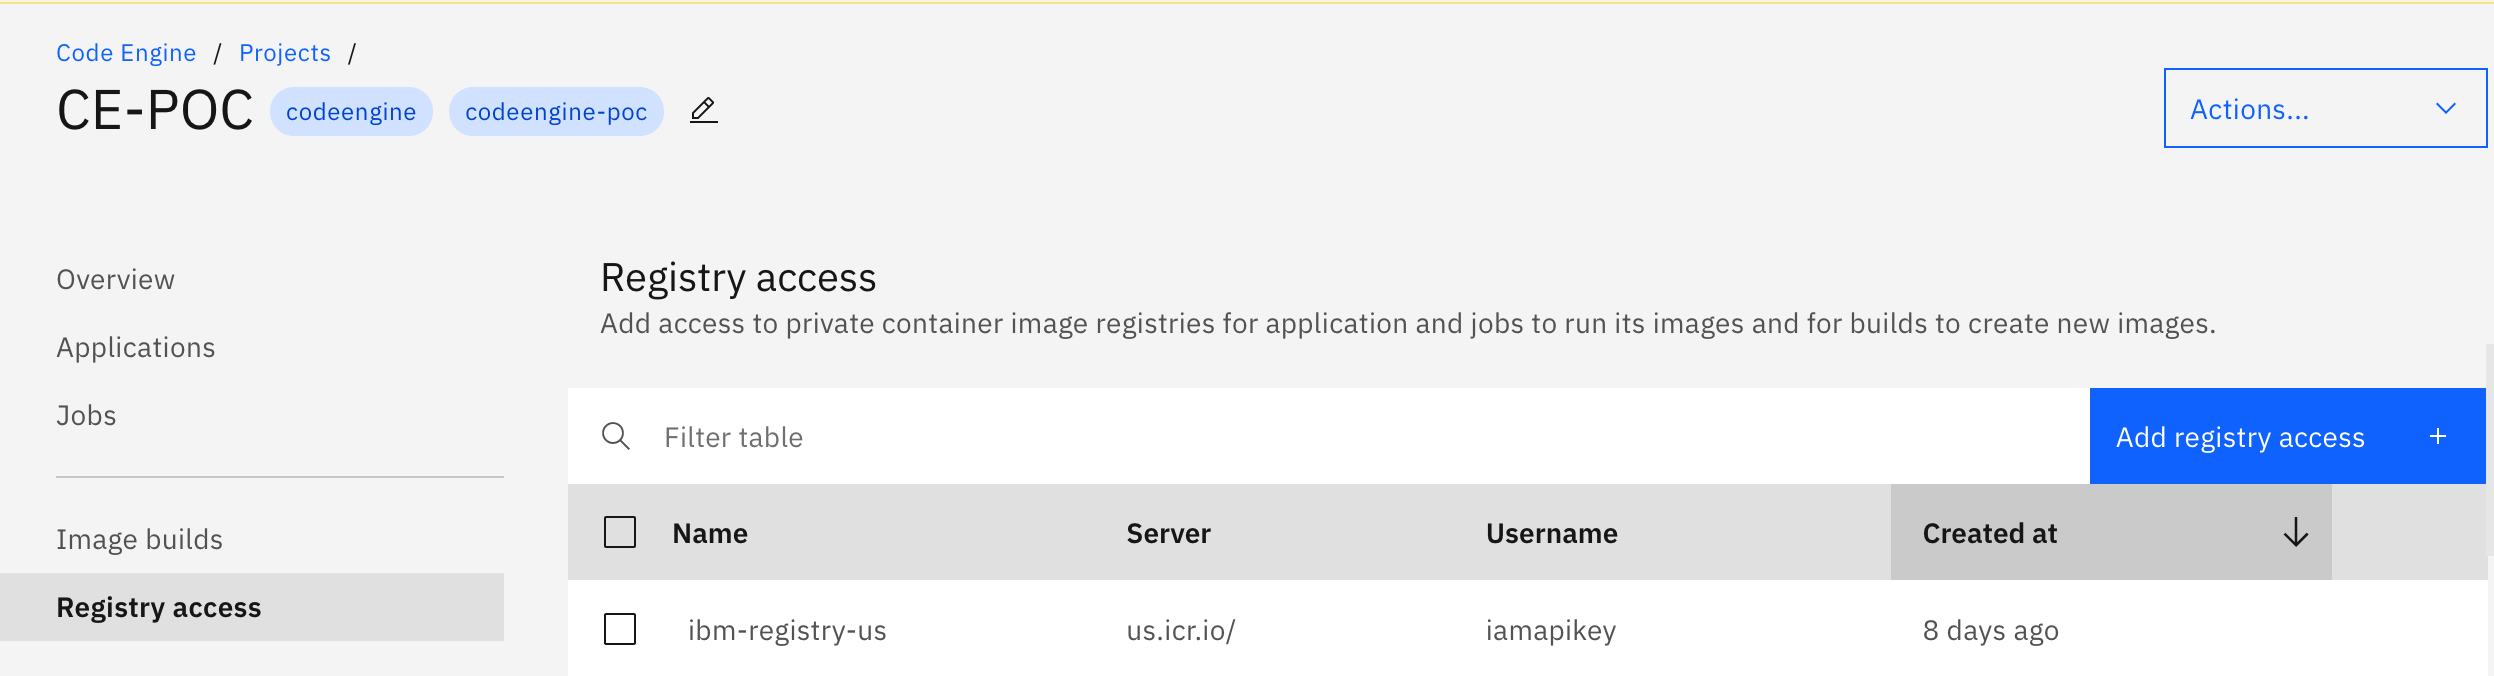 Code Engine / Projects /
CE-POC codeengine codeengine-poc
Actions...
Overview
Applications
Jobs
Image builds
Registry access
Registry access
Add access to private container image registries for application and jobs to run its images and for builds to create new images.
Filter table
Add registry access +
Name Server Username Created at
ibm-registry-us us.icr.io/ iamapikey 8 days ago